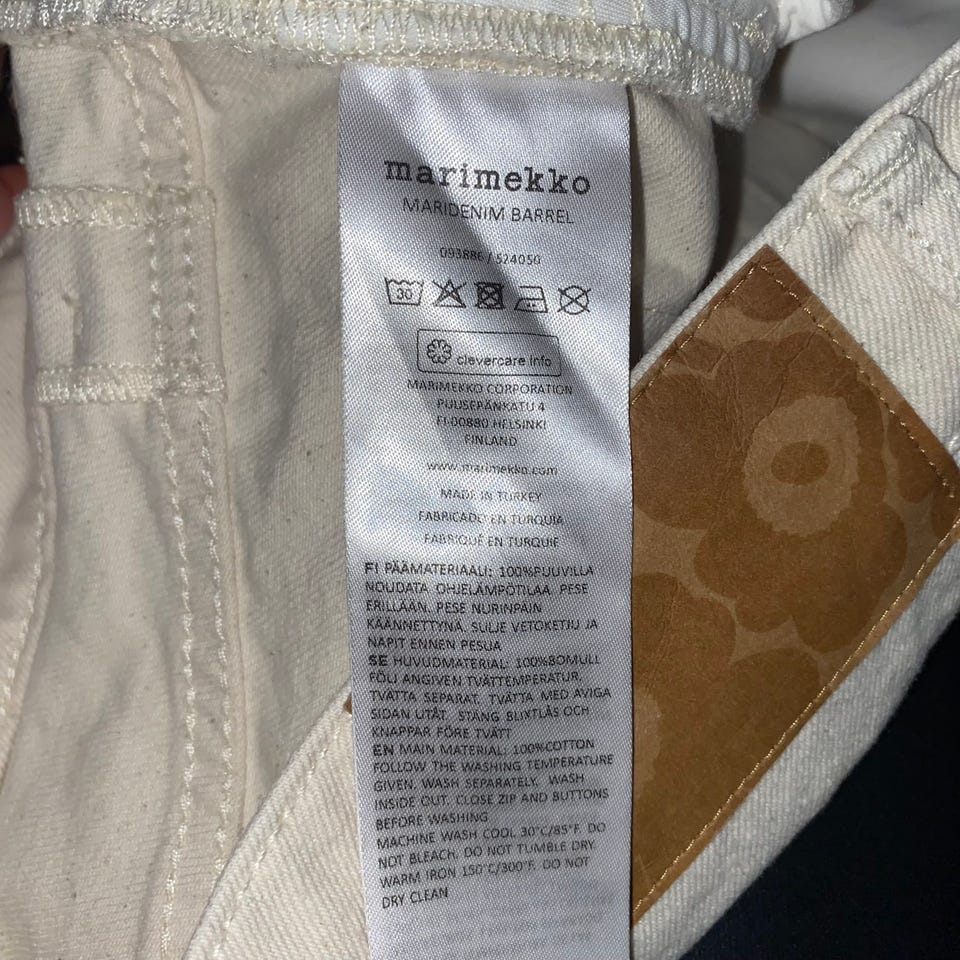 marimekko
MARIDENIM BARREL
093886 / 524050
30
clevercare.info
MARIMEKKO CORPORATION
PUUSEPÄNKATU 4
FI-00880 HELSINKI
FINLAND
www.marimekko.com
MADE IN TURKEY
FABRICADO EN TURQUIA
FABRIQUÉ EN TURQUIE
FI PÄÄMATERIAALI: 100%PUUVILLA
NOUDATA OHJELÄMPÖTILAA. PESE
ERILLÄÄN. PESE NURINPÄIN
KÄÄNNETTYNÄ. SULJE VETOKETJU JA
NAPIT ENNEN PESUA
SE HUVUDMATERIAL: 100%BOMULL
FÖLJ ANGIVEN TVÄTTEMPERATUR.
TVÄTTA SEPARAT. TVÄTTA MED AVIGA
SIDAN UTÅT. STÄNG BLIXTLÅS OCH
KNAPPAR FÖRE TVÄTT
EN MAIN MATERIAL: 100%COTTON
FOLLOW THE WASHING TEMPERATURE
GIVEN. WASH SEPARATELY. WASH
INSIDE OUT. CLOSE ZIP AND BUTTONS
BEFORE WASHING
MACHINE WASH COOL 30°C/85°F. DO
NOT BLEACH. DO NOT TUMBLE DRY.
WARM IRON 150°C/300°F. DO NOT
DRY CLEAN